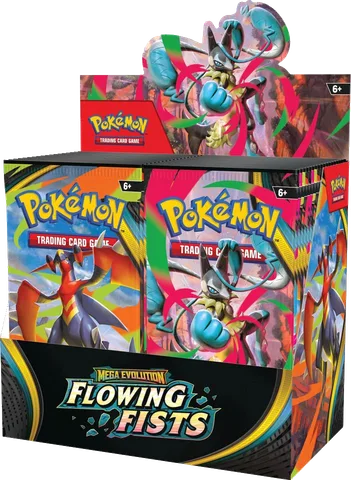 POKéMON
TRADING CARD GAME
6+
6+
6+
POKéMON
TRADING CARD GAME
POKéMON
TRADING CARD GAME
MEGA EVOLUTION
FLOWING
FISTS